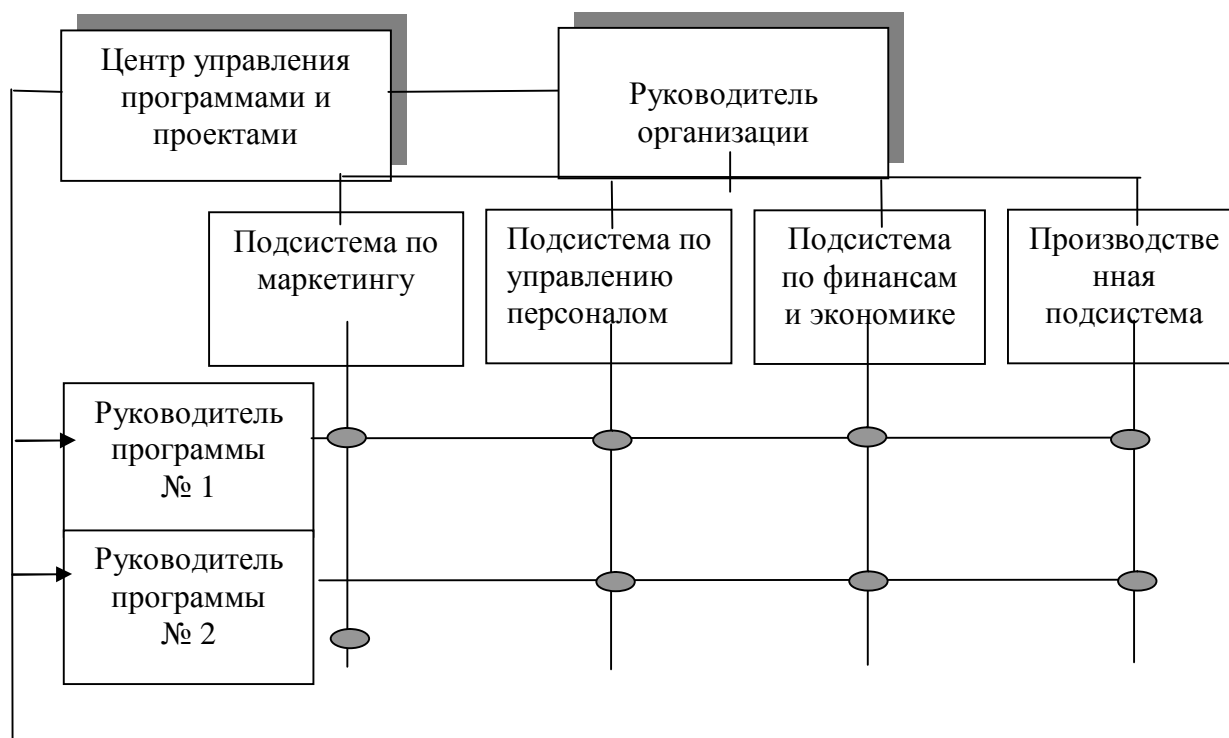 Центр управления
программами и
проектами
Руководитель
организации
Подсистема по
маркетингу
Подсистема по
управлению
персоналом
Подсистема
по финансам
и экономике
Производстве
нная
подсистема
Руководитель
программы
№ 1
Руководитель
программы
№ 2